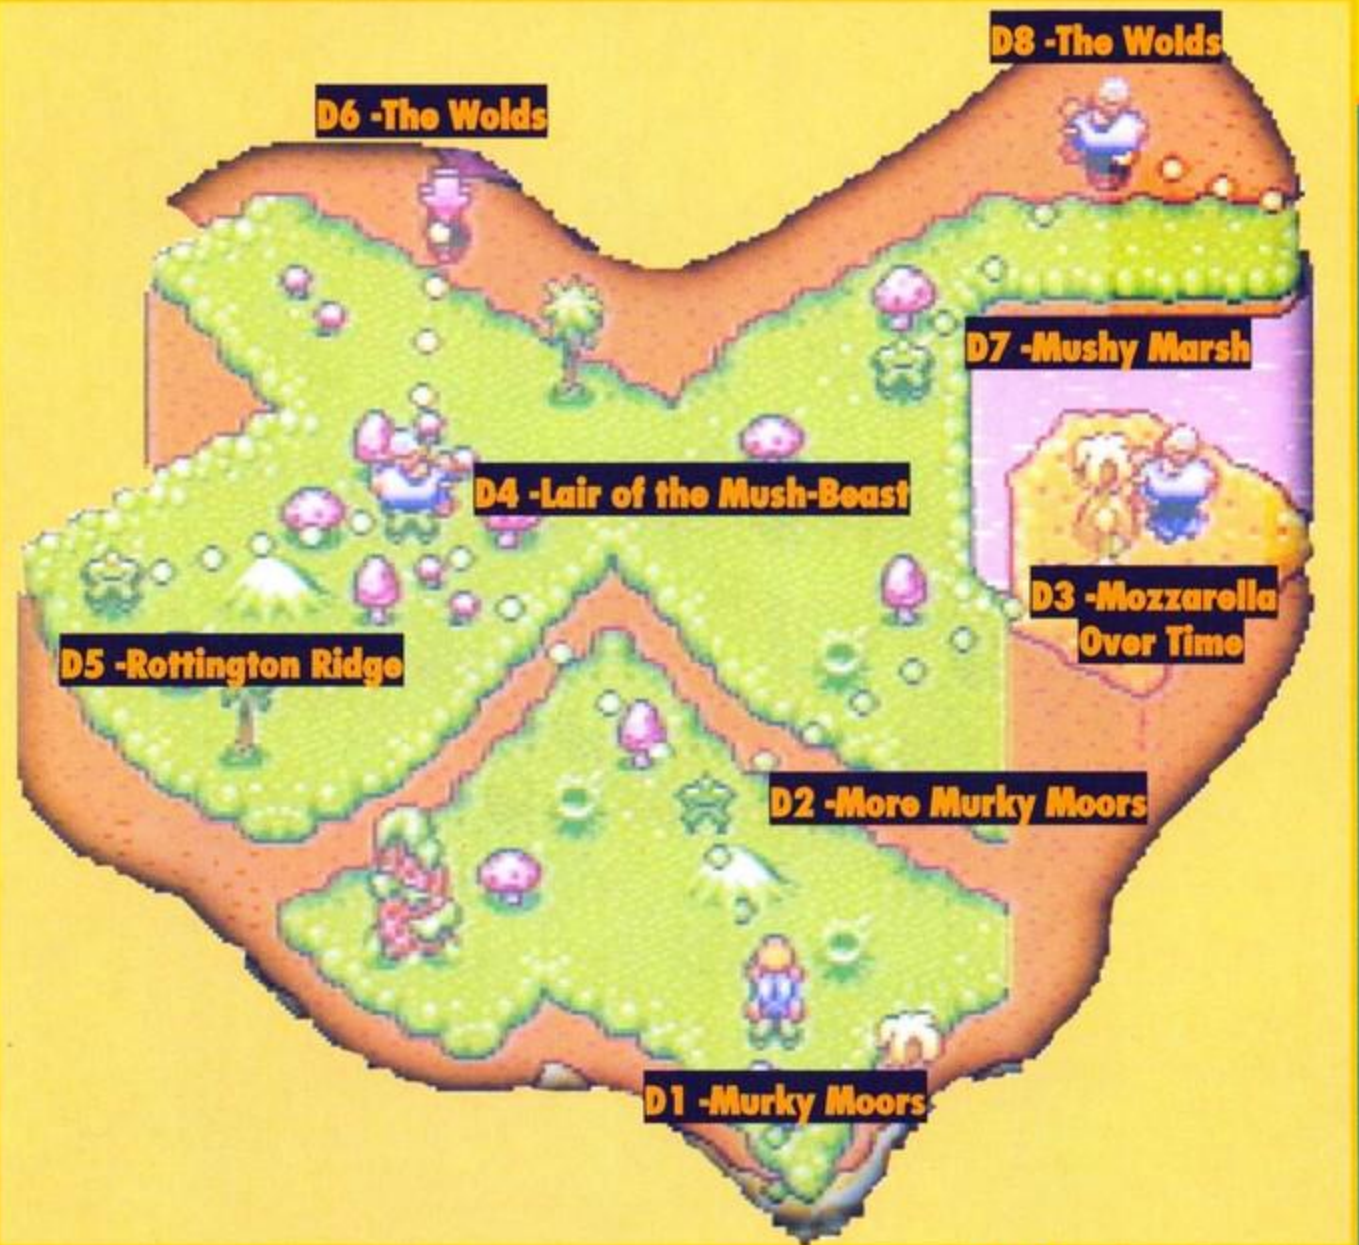 D8 -The Wolds
D6 -The Wolds
D7 -Mushy Marsh
D4 -Lair of the Mush-Beast
D3 -Mozzarella
Over Time
D5 -Rottington Ridge
D2 -More Murky Moors
D1 -Murky Moors